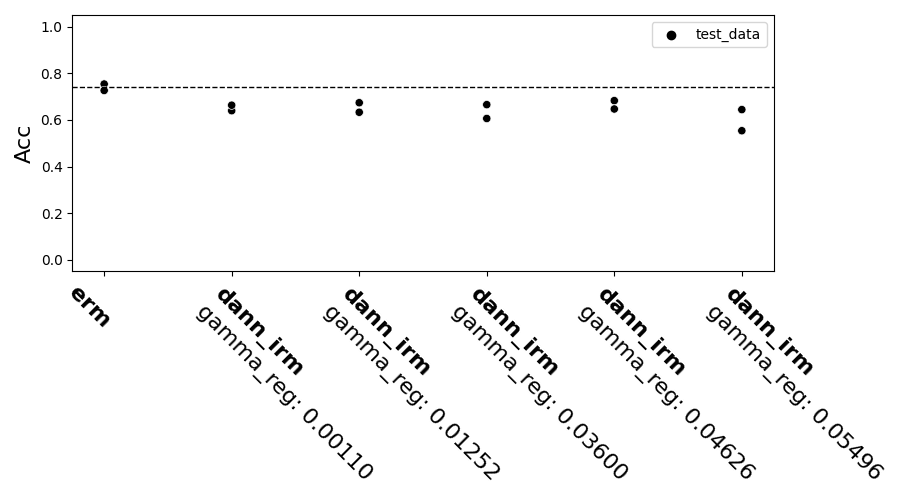 1.0
test_data
0.8
0.6
Acc
0.4
0.2
0.0
erm
dann_irm
gamma_reg: 0.00110
dann_irm
gamma_reg: 0.01252
dann_irm
gamma_reg: 0.03600
dann_irm
gamma_reg: 0.04626
dann_irm
gamma_reg: 0.05496